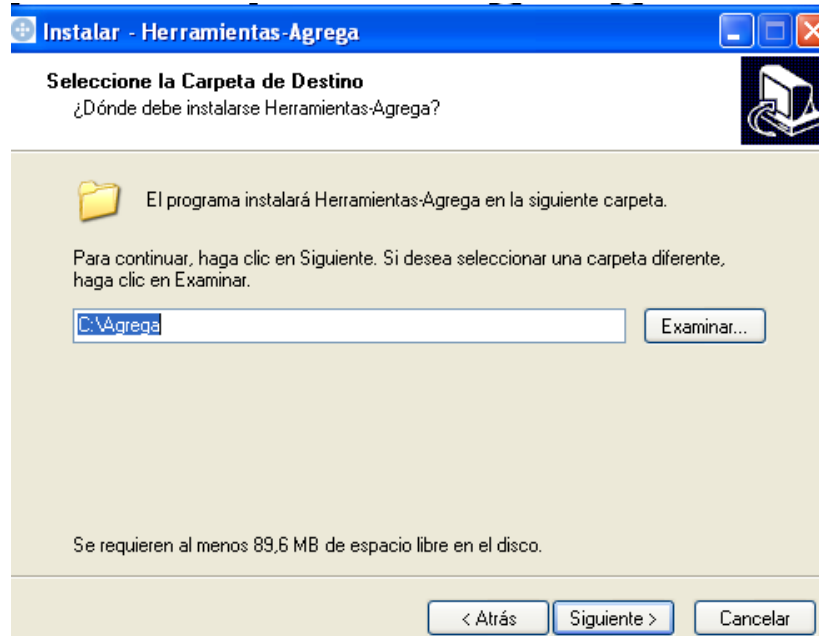 Instalar - Herramientas-Agrega
Seleccione la Carpeta de Destino
¿Dónde debe instalarse Herramientas-Agrega?
El programa instalará Herramientas-Agrega en la siguiente carpeta.
Para continuar, haga clic en Siguiente. Si desea seleccionar una carpeta diferente,
haga clic en Examinar.
C:\Agrega
Examinar...
Se requieren al menos 89,6 MB de espacio libre en el disco.
< Atrás
Siguiente >
Cancelar